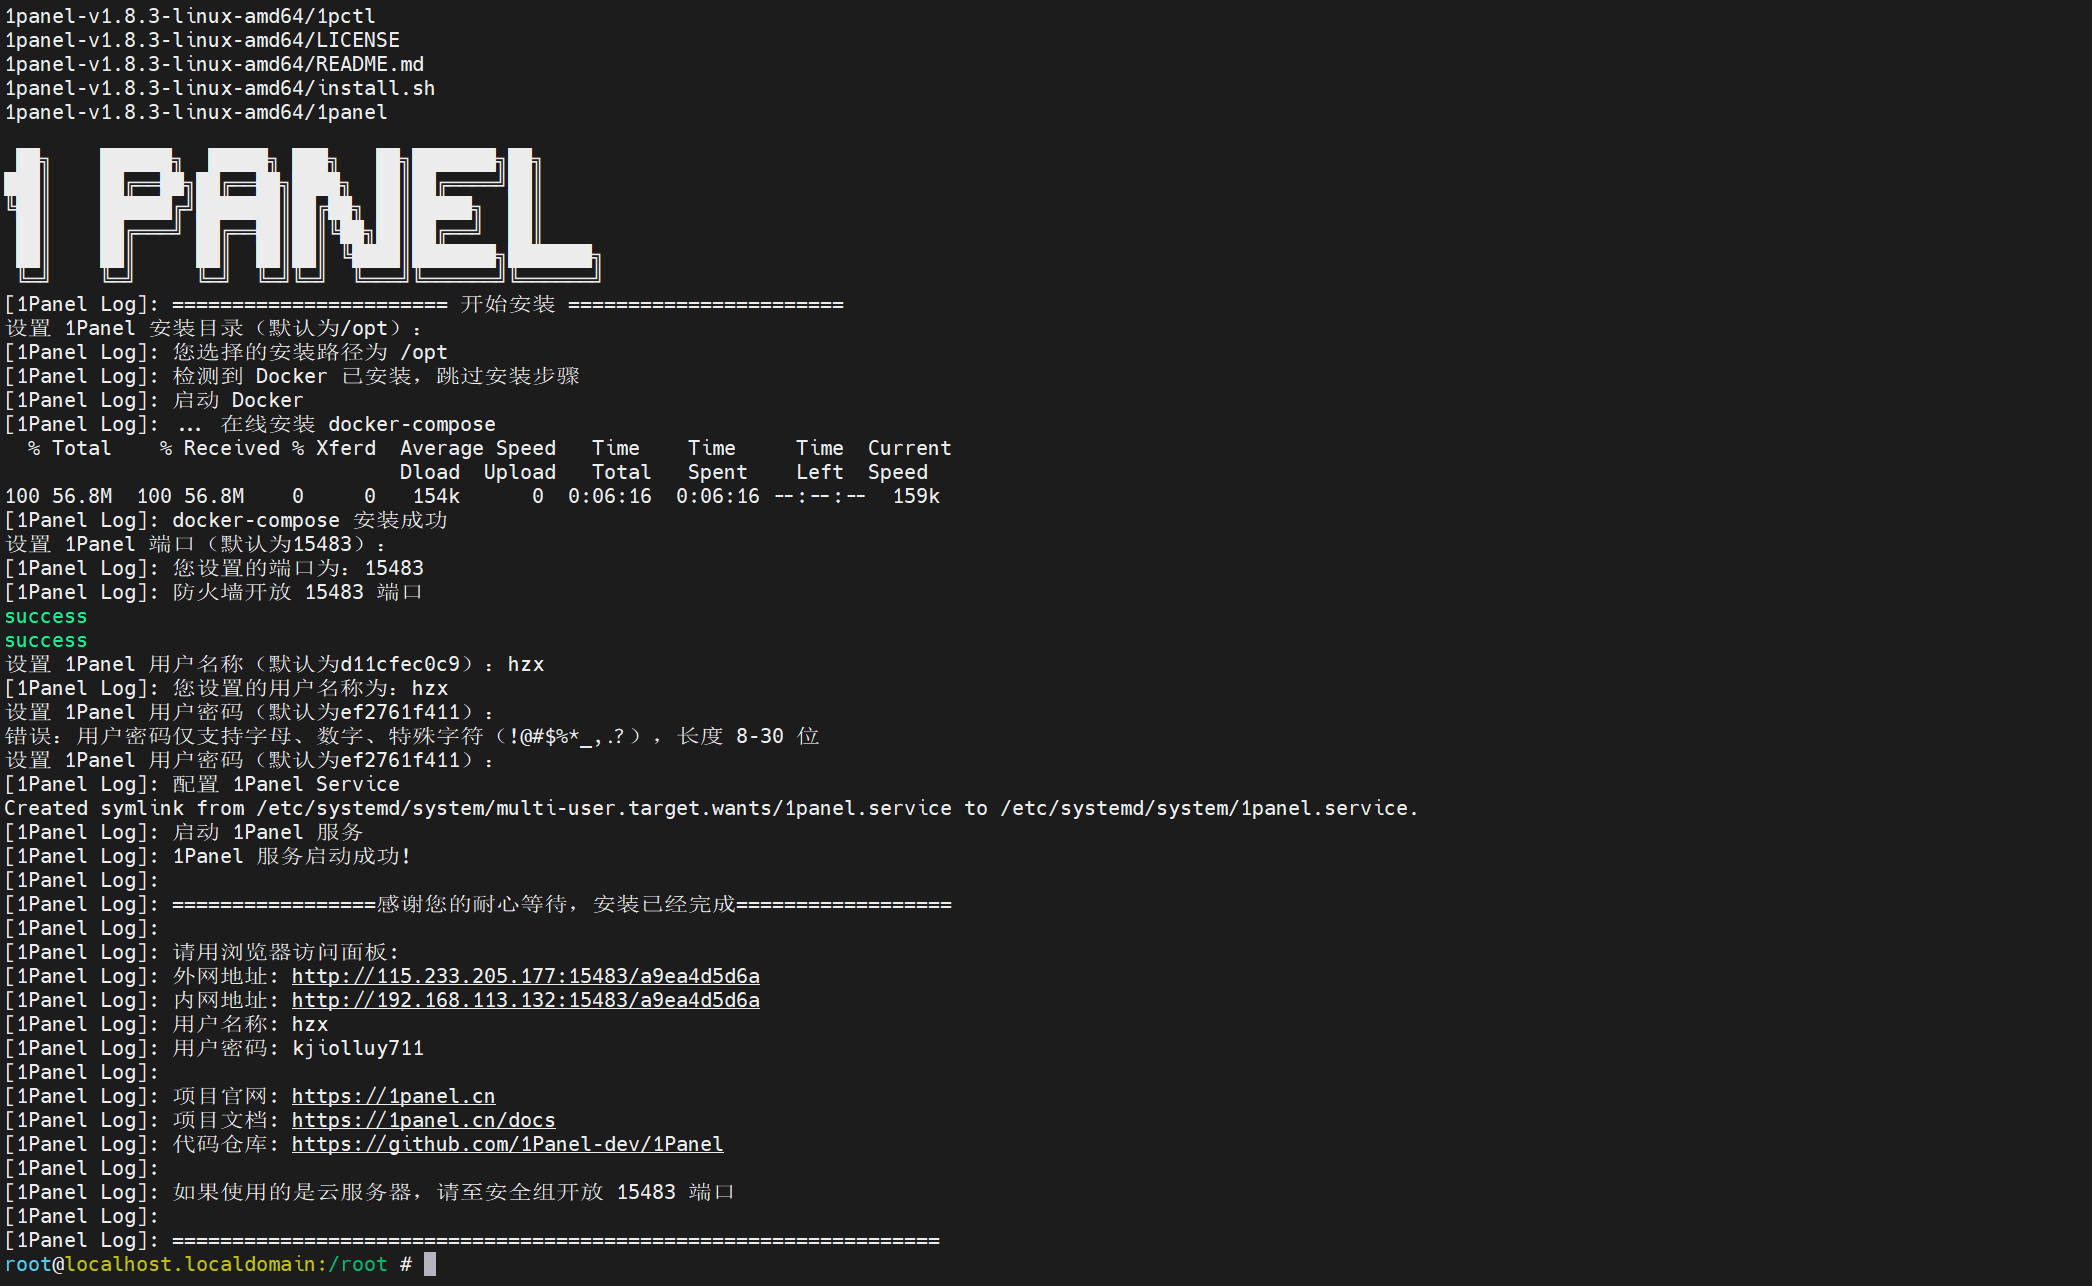 1panel-v1.8.3-linux-amd64/1pctl
1panel-v1.8.3-linux-amd64/LICENSE
1panel-v1.8.3-linux-amd64/README.md
1panel-v1.8.3-linux-amd64/install.sh
1panel-v1.8.3-linux-amd64/1panel
1 PANEL
[1Panel Log]: ======================= 开始安装 =======================
设置 1Panel 安装目录（默认为/opt）：
[1Panel Log]: 您选择的安装路径为 /opt
[1Panel Log]: 检测到 Docker 已安装，跳过安装步骤
[1Panel Log]: 启动 Docker
[1Panel Log]: ... 在线安装 docker-compose
  % Total    % Received % Xferd  Average Speed   Time    Time     Time  Current
                                 Dload  Upload   Total   Spent    Left  Speed
100 56.8M  100 56.8M    0     0   154k      0  0:06:16  0:06:16 --:--:--  159k
[1Panel Log]: docker-compose 安装成功
设置 1Panel 端口（默认为15483）：
[1Panel Log]: 您设置的端口为：15483
[1Panel Log]: 防火墙开放 15483 端口
success
success
设置 1Panel 用户名称（默认为d11cfec0c9）：hzx
[1Panel Log]: 您设置的用户名称为：hzx
设置 1Panel 用户密码（默认为ef2761f411）：
错误：用户密码仅支持字母、数字、特殊字符（!@#$%*_,.?），长度 8-30 位
设置 1Panel 用户密码（默认为ef2761f411）：
[1Panel Log]: 配置 1Panel Service
Created symlink from /etc/systemd/system/multi-user.target.wants/1panel.service to /etc/systemd/system/1panel.service.
[1Panel Log]: 启动 1Panel 服务
[1Panel Log]: 1Panel 服务启动成功!
[1Panel Log]:
[1Panel Log]: =================感谢您的耐心等待，安装已经完成==================
[1Panel Log]:
[1Panel Log]: 请用浏览器访问面板:
[1Panel Log]: 外网地址: http://115.233.205.177:15483/a9ea4d5d6a
[1Panel Log]: 内网地址: http://192.168.113.132:15483/a9ea4d5d6a
[1Panel Log]: 用户名称: hzx
[1Panel Log]: 用户密码: kjiolluy711
[1Panel Log]:
[1Panel Log]: 项目官网: https://1panel.cn
[1Panel Log]: 项目文档: https://1panel.cn/docs
[1Panel Log]: 代码仓库: https://github.com/1Panel-dev/1Panel
[1Panel Log]:
[1Panel Log]: 如果使用的是云服务器，请至安全组开放 15483 端口
[1Panel Log]:
[1Panel Log]: ================================================================
root@localhost.localdomain:/root #